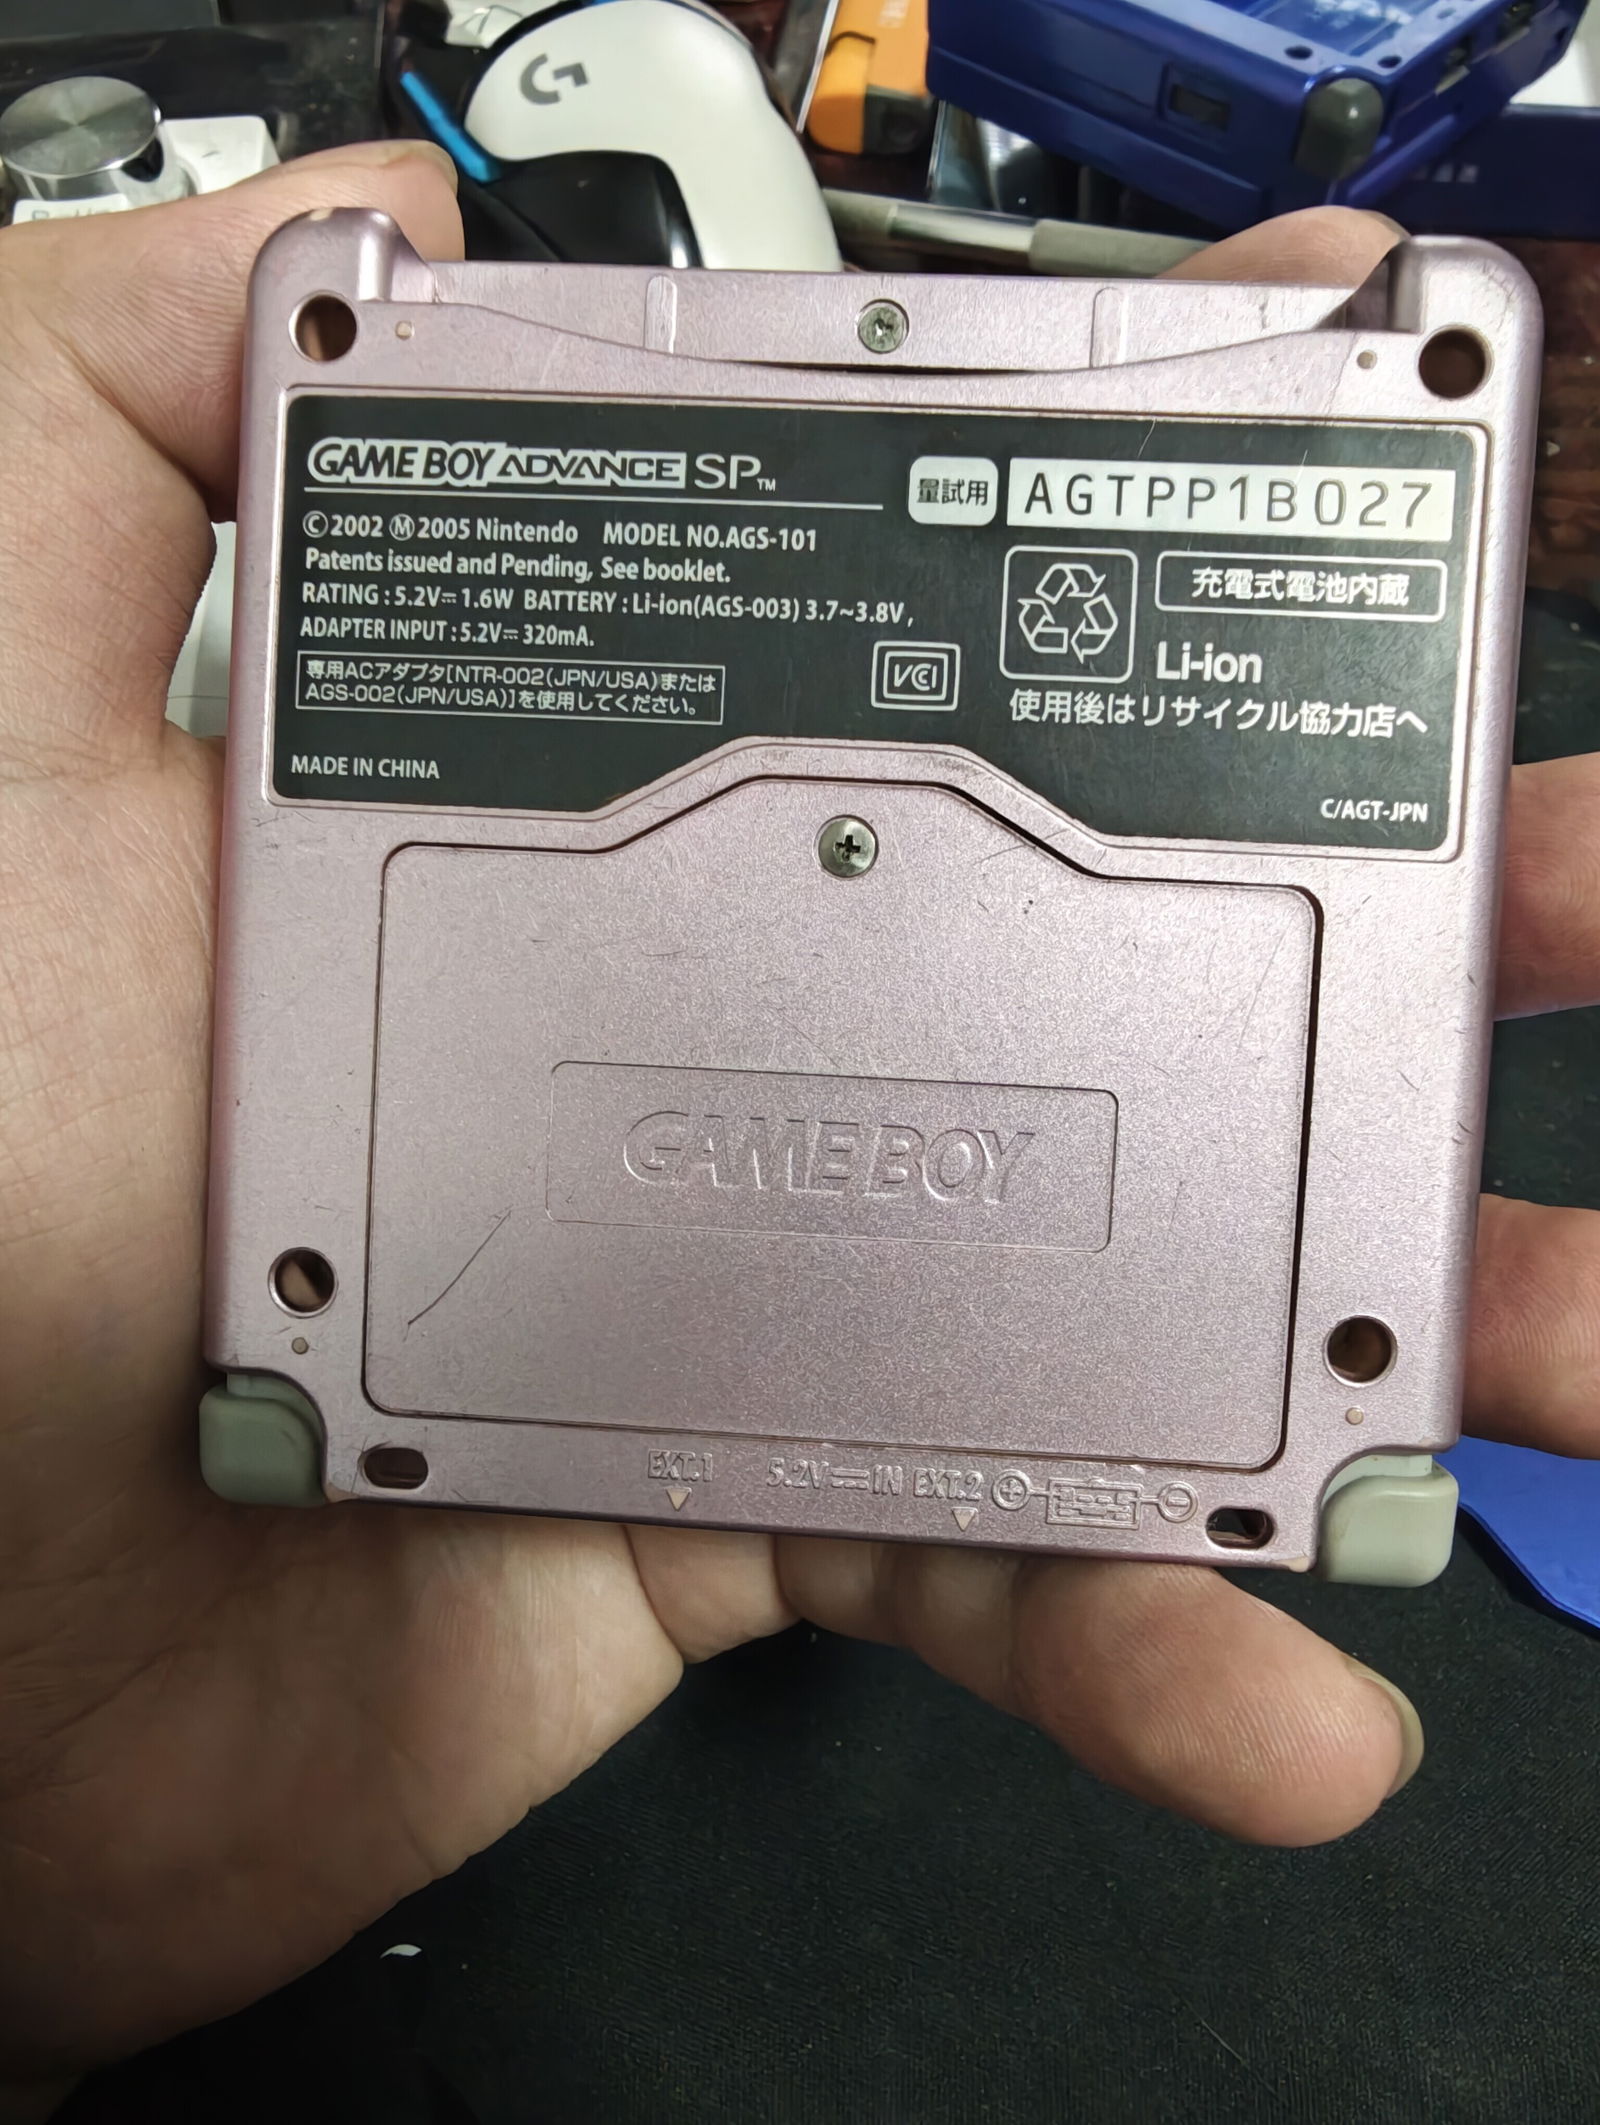 GAME BOY ADVANCE SP™
量試用 AGTPP1B027
© 2002 Ⓜ 2005 Nintendo MODEL NO.AGS-101
Patents issued and Pending, See booklet.
RATING : 5.2V⎓1.6W BATTERY : Li-ion(AGS-003) 3.7~3.8V ,
ADAPTER INPUT : 5.2V⎓320mA.
専用ACアダプタ[NTR-002(JPN/USA)または
AGS-002(JPN/USA)]を使用してください。
VCI
充電式電池内蔵
Li-ion
使用後はリサイクル協力店へ
MADE IN CHINA
C/AGT-JPN
GAME BOY
EXT.1 5.2V⎓IN EXT.2